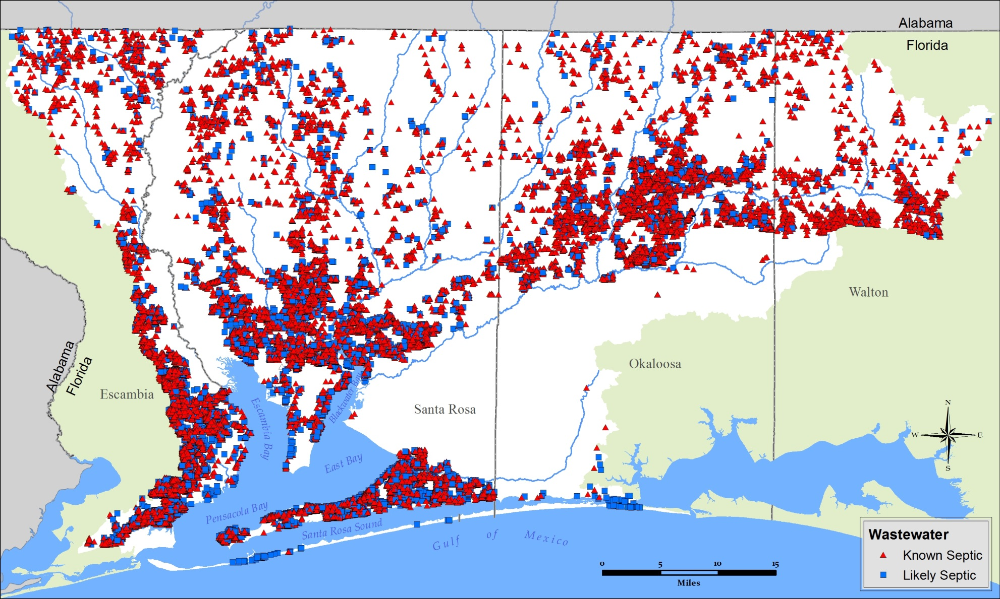 Alabama
Florida
Alabama
Florida
Escambia
Santa Rosa
Okaloosa
Walton
Escambia Bay
Blackwater Bay
East Bay
Pensacola Bay
Santa Rosa Sound
Gulf of Mexico
N
W E
S
0 5 10 15
Miles
Wastewater
Known Septic
Likely Septic